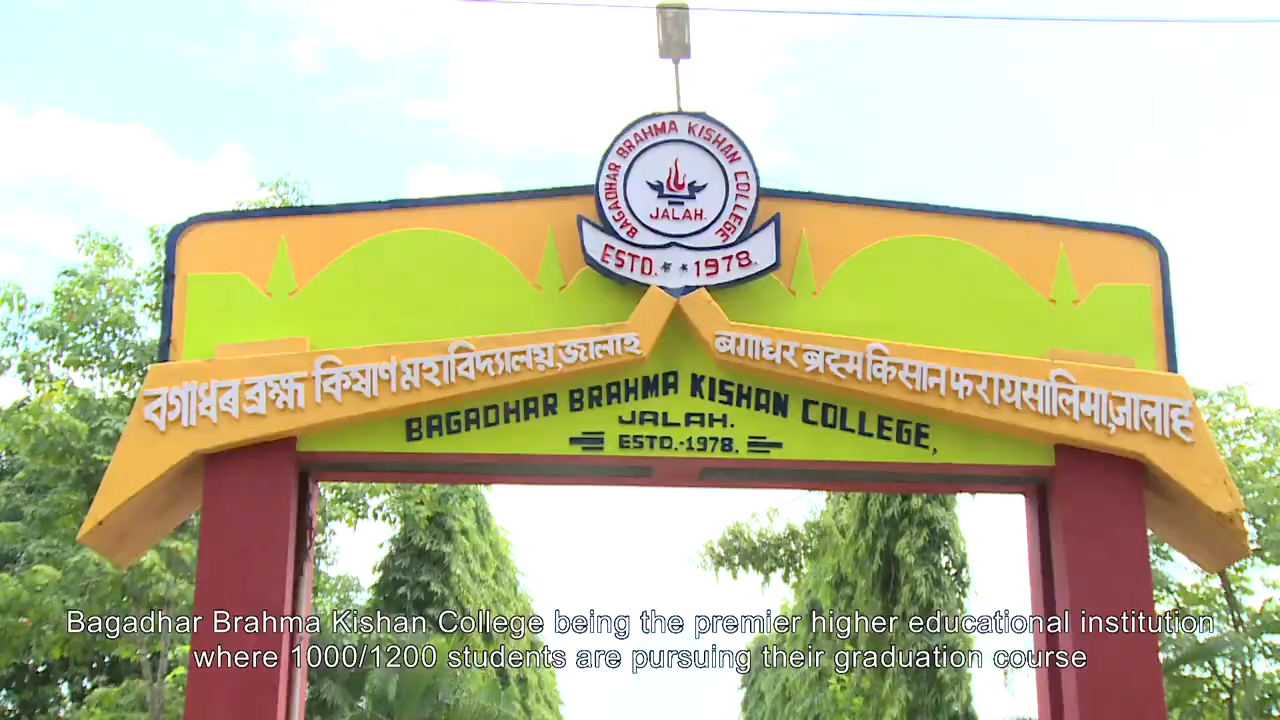 BAGADHAR BRAHMA KISHAN COLLEGE
JALAH.
ESTD. ★ ★ 1978.
বগাধৰ ব্ৰহ্ম কিষাণ মহাবিদ্যালয়, জালাহ
बगाधर ब्रह्म किसान फरायसालिमा, जालाह
BAGADHAR BRAHMA KISHAN COLLEGE,
JALAH.
ESTD.-1978.
Bagadhar Brahma Kishan College being the premier higher educational institution
where 1000/1200 students are pursuing their graduation course